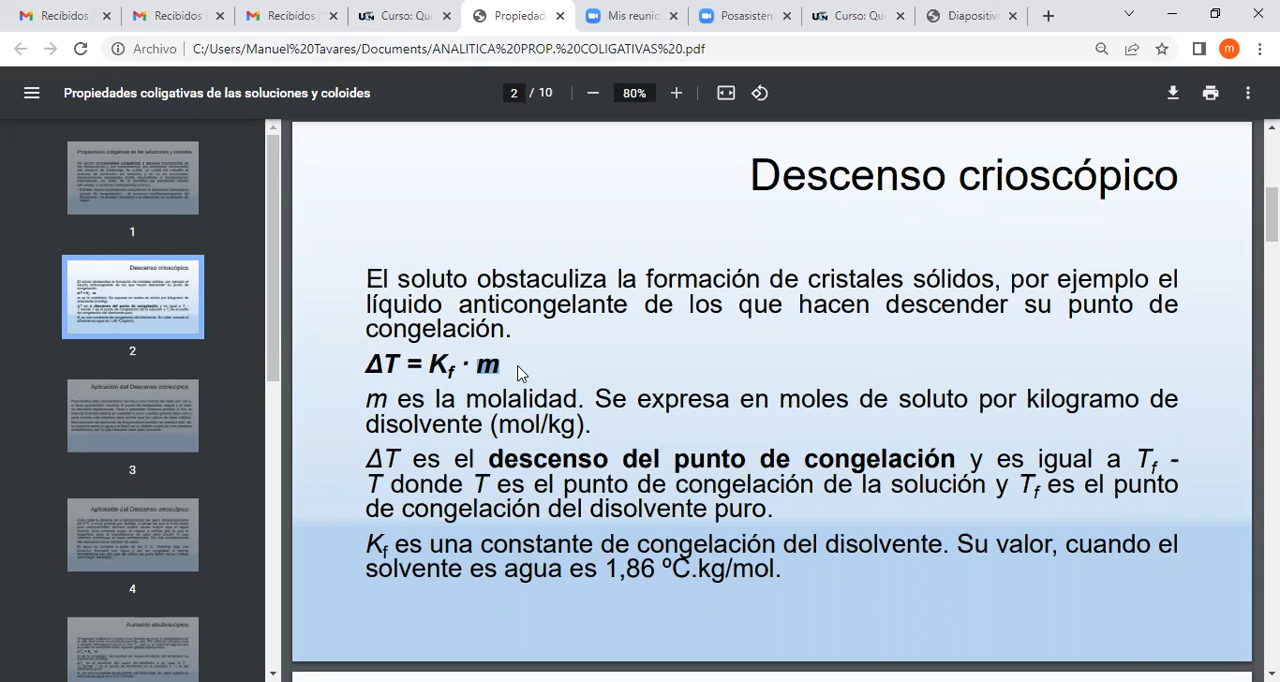 Recibidos
Recibidos
Recibidos
Curso: Qu
Propiedad
Mis reuni
Posasisten
Curso: Qu
Diapositiv
Archivo
C:/Users/Manuel%20Tavares/Documents/ANALITICA%20PROP.%20COLIGATIVAS%20.pdf
m
Propiedades coligativas de las soluciones y coloides
2 / 10
80%
1
2
3
4
Descenso crioscópico
El soluto obstaculiza la formación de cristales sólidos, por ejemplo el
líquido anticongelante de los que hacen descender su punto de
congelación.
ΔT = Kf · m
m es la molalidad. Se expresa en moles de soluto por kilogramo de
disolvente (mol/kg).
ΔT es el descenso del punto de congelación y es igual a Tf -
T donde T es el punto de congelación de la solución y Tf es el punto
de congelación del disolvente puro.
Kf es una constante de congelación del disolvente. Su valor, cuando el
solvente es agua es 1,86 ºC.kg/mol.